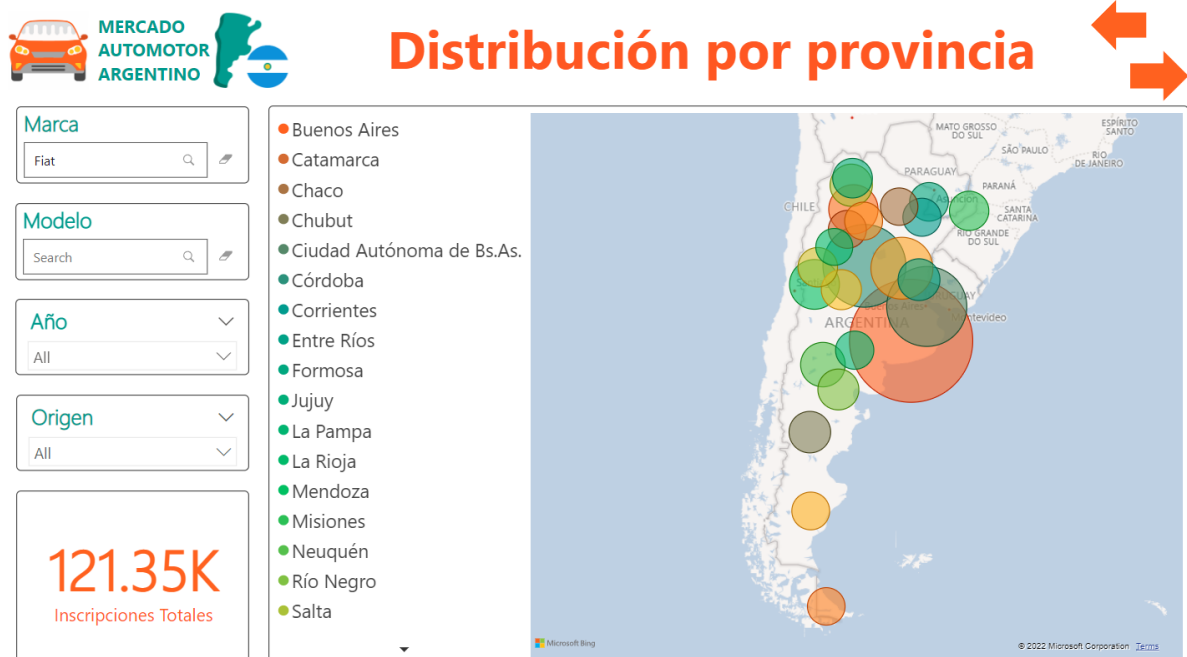 MERCADO
AUTOMOTOR
ARGENTINO
Distribución por provincia
Marca
Fiat
Modelo
Search
Año
All
Origen
All
121.35K
Inscripciones Totales
Buenos Aires
Catamarca
Chaco
Chubut
Ciudad Autónoma de Bs.As.
Córdoba
Corrientes
Entre Ríos
Formosa
Jujuy
La Pampa
La Rioja
Mendoza
Misiones
Neuquén
Río Negro
Salta
MATO GROSSO
DO SUL
ESPÍRITO
SANTO
SÃO PAULO
RIO
DE JANEIRO
PARAGUAY
PARANÁ
Asunción
CHILE
SANTA
CATARINA
RIO GRANDE
DO SUL
Buenos Aires
Montevideo
ARGENTINA
Microsoft Bing
© 2022 Microsoft Corporation Terms